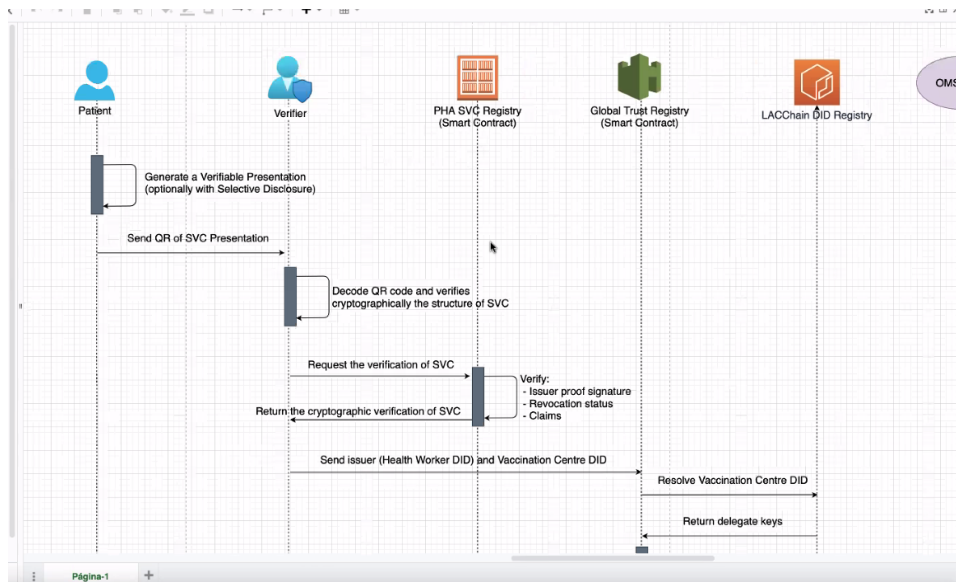 OMS
Patient
Verifier
PHA SVC Registry
(Smart Contract)
Global Trust Registry
(Smart Contract)
LACChain DID Registry
Generate a Verifiable Presentation
(optionally with Selective Disclosure)
Send QR of SVC Presentation
Decode QR code and verifies
cryptographically the structure of SVC
Request the verification of SVC
Verify:
- Issuer proof signature
- Revocation status
- Claims
Return the cryptographic verification of SVC
Send issuer (Health Worker DID) and Vaccination Centre DID
Resolve Vaccination Centre DID
Return delegate keys
Página-1